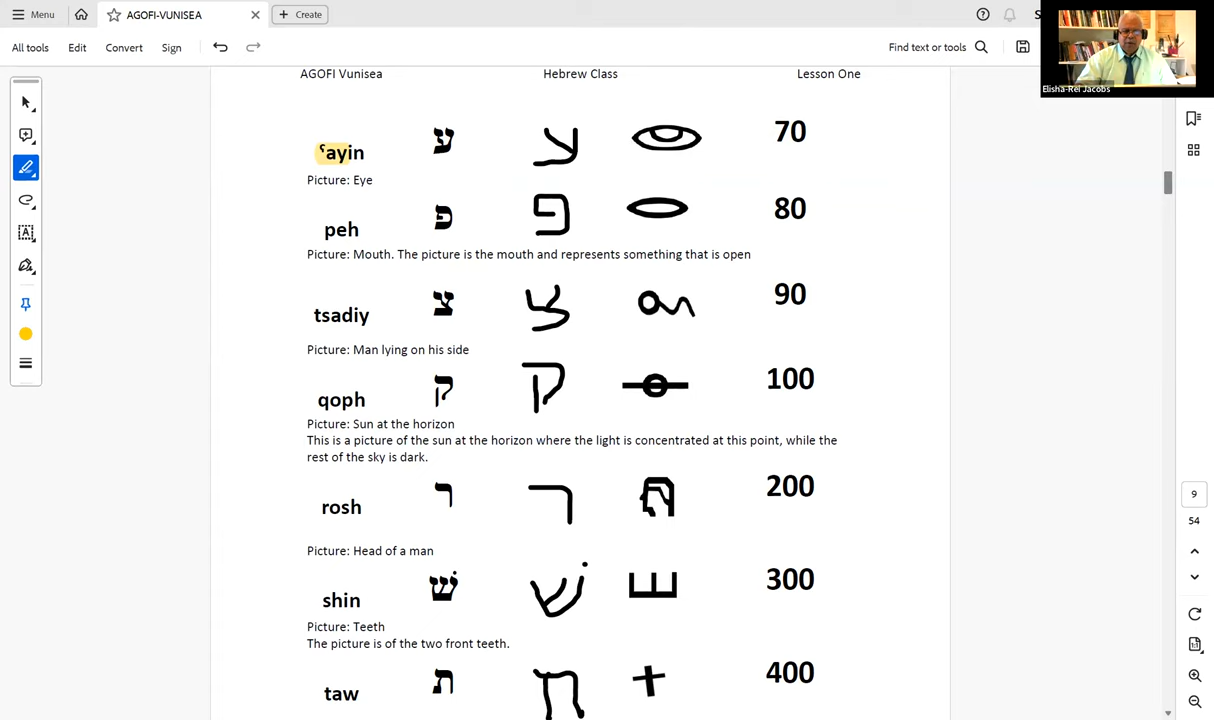 Menu
AGOFI-VUNISEA
Create
All tools
Edit
Convert
Sign
Find text or tools
Elisha-Rei Jacobs
AGOFI Vunisea Hebrew Class Lesson One
ʿayin ע ע 70
Picture: Eye
peh פּ פ 80
Picture: Mouth. The picture is the mouth and represents something that is open
tsadiy צ צ 90
Picture: Man lying on his side
qoph ק ק 100
Picture: Sun at the horizon
This is a picture of the sun at the horizon where the light is concentrated at this point, while the
rest of the sky is dark.
rosh ר ר 200
Picture: Head of a man
shin שׁ שׁ 300
Picture: Teeth
The picture is of the two front teeth.
taw ת ת 400
9
54